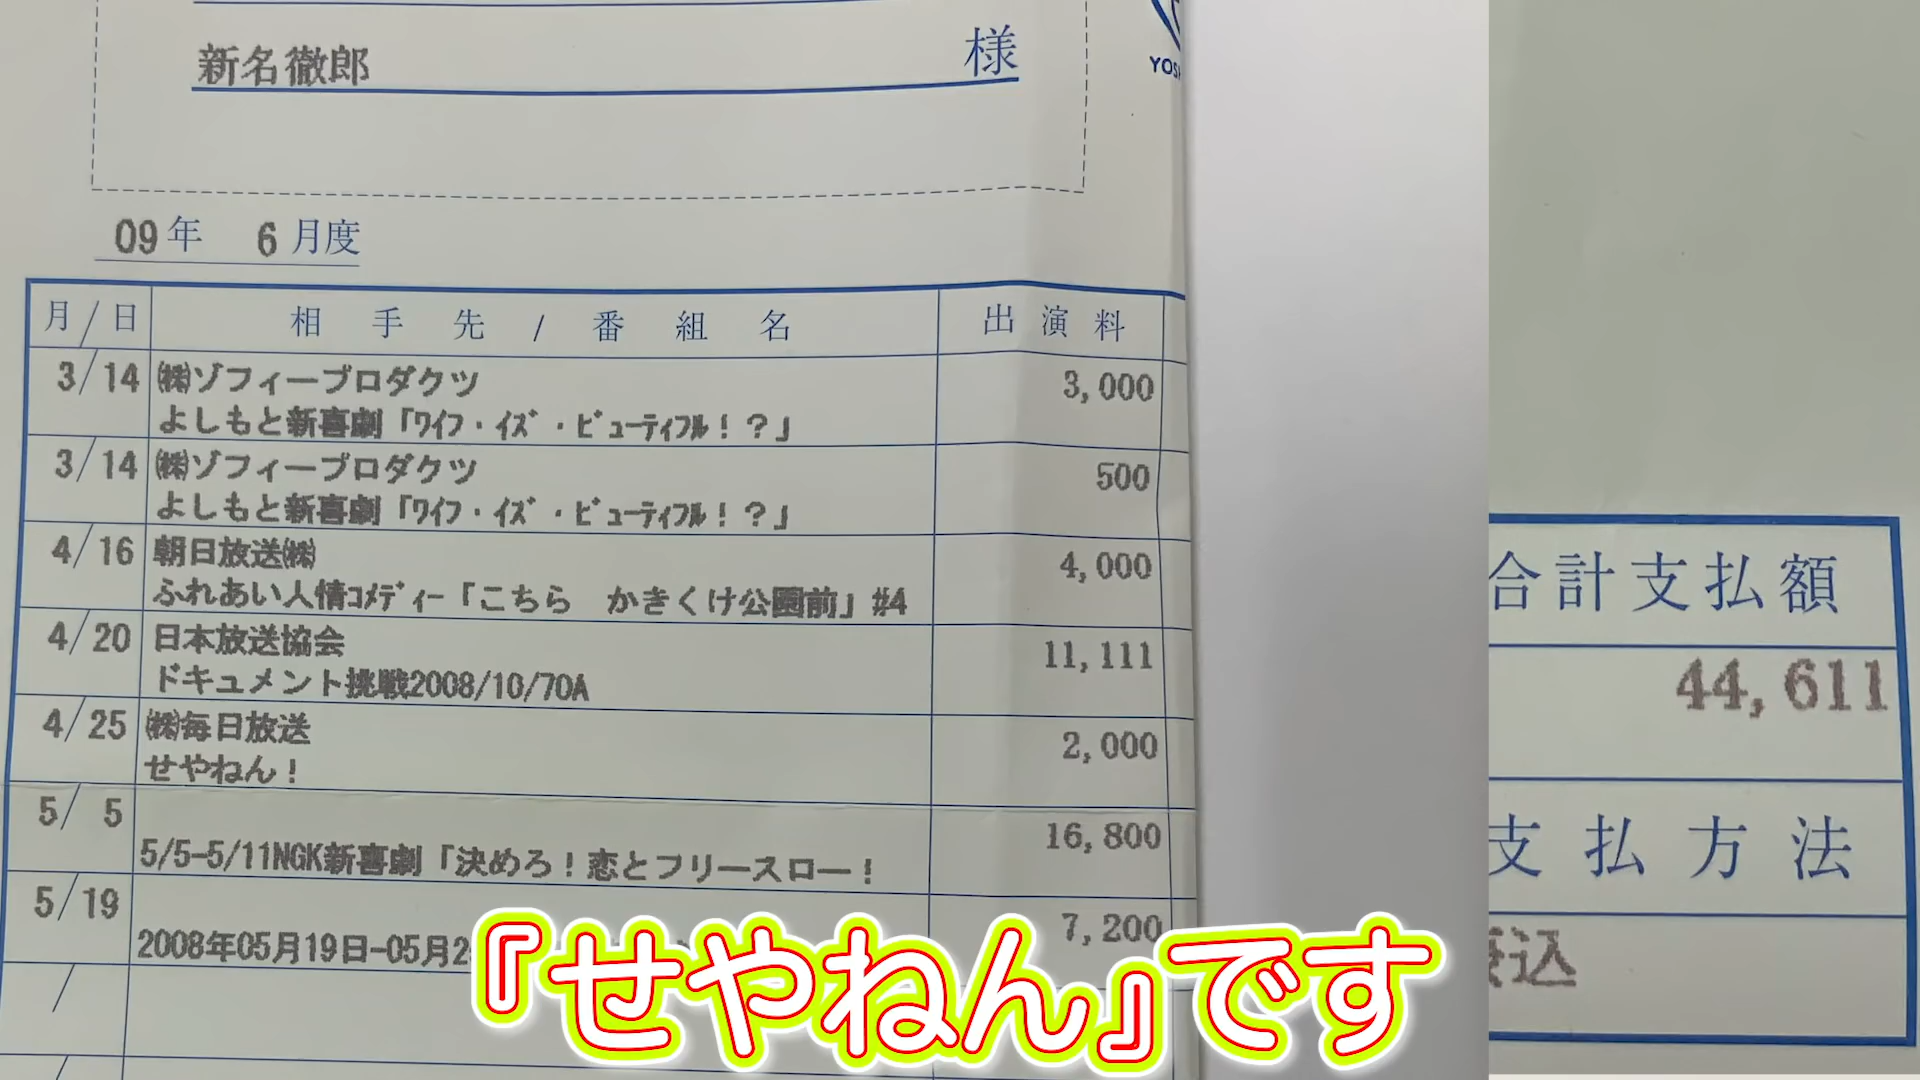 新名徹郎 様
YOS
09年 6月度
月/日 相手先/番組名 出演料
3/14 ㈱ゾフィープロダクツ 3,000
よしもと新喜劇「ﾜｲﾌ・ｲｽﾞ・ﾋﾞｭｰﾃｨﾌﾙ！？」
3/14 ㈱ゾフィープロダクツ 500
よしもと新喜劇「ﾜｲﾌ・ｲｽﾞ・ﾋﾞｭｰﾃｨﾌﾙ！？」
4/16 朝日放送㈱ 4,000
ふれあい人情ｺﾒﾃﾞｨｰ「こちら　かきくけ公園前」#4
4/20 日本放送協会 11,111
ドキュメント挑戦2008/10/70A
4/25 ㈱毎日放送 2,000
せやねん！
5/ 5 16,800
5/5-5/11NGK新喜劇「決めろ！恋とフリースロー！
5/19 7,200
2008年05月19日-05月2
/
/
合計支払額
44,611
支払方法
振込
『せやねん』です